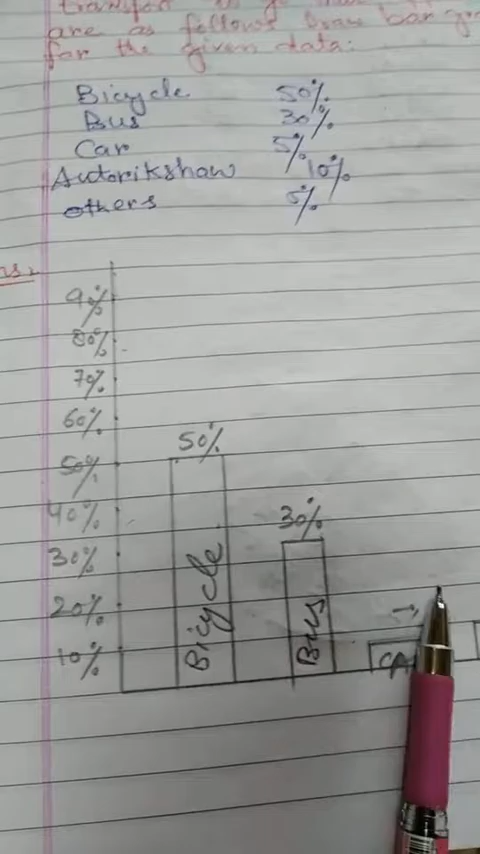 are as follows draw bar
for the given data:
Bicycle 50%
Bus 30%
Car 5%
Autorikshaw 10%
others 5%
90%
80%
70%
60%
50%
50%
40%
30%
30%
20%
10%
Bicycle
Bus